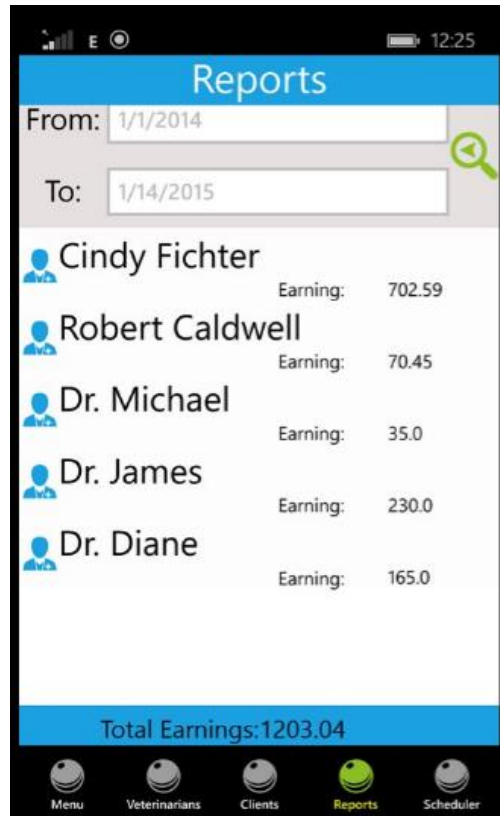 E 12:25
Reports
From: 1/1/2014
To: 1/14/2015
Cindy Fichter
Earning: 702.59
Robert Caldwell
Earning: 70.45
Dr. Michael
Earning: 35.0
Dr. James
Earning: 230.0
Dr. Diane
Earning: 165.0
Total Earnings:1203.04
Menu Veterinarians Clients Reports Scheduler